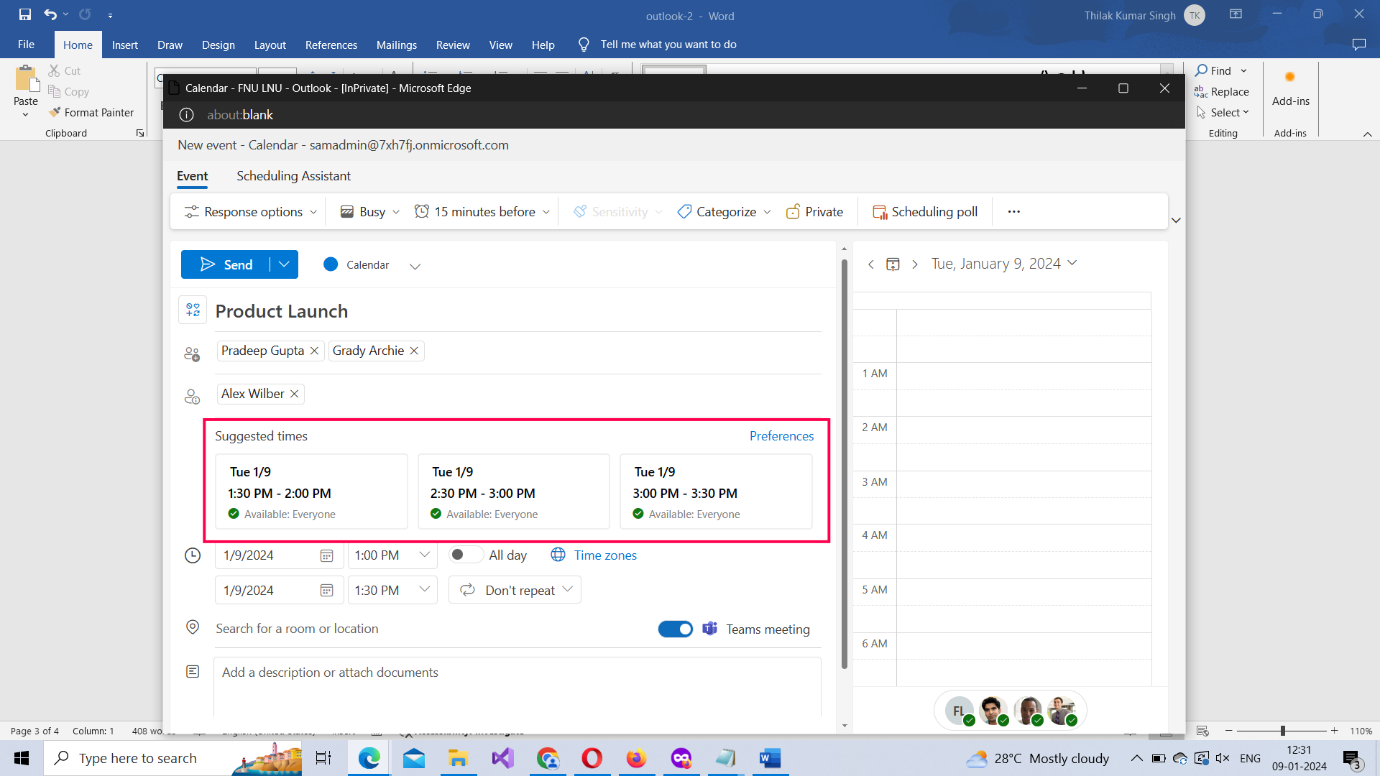 outlook-2 - Word
Thilak Kumar Singh TK
File Home Insert Draw Design Layout References Mailings Review View Help Tell me what you want to do
Paste
Cut
Copy
Format Painter
Clipboard
Find
Replace
Select
Editing
Add-ins
Add-ins
Calendar - FNU LNU - Outlook - [InPrivate] - Microsoft Edge
about:blank
New event - Calendar - samadmin@7xh7fj.onmicrosoft.com
Event Scheduling Assistant
Response options Busy 15 minutes before Sensitivity Categorize Private Scheduling poll ...
Send Calendar
Tue, January 9, 2024
Product Launch
Pradeep Gupta Grady Archie
Alex Wilber
Suggested times Preferences
Tue 1/9 Tue 1/9 Tue 1/9
1:30 PM - 2:00 PM 2:30 PM - 3:00 PM 3:00 PM - 3:30 PM
Available: Everyone Available: Everyone Available: Everyone
1/9/2024 1:00 PM All day Time zones
1/9/2024 1:30 PM Don't repeat
Search for a room or location Teams meeting
Add a description or attach documents
1 AM
2 AM
3 AM
4 AM
5 AM
6 AM
FL
Page 3 of 4 Column: 1 408 110%
Type here to search
28°C Mostly cloudy ENG 12:31
09-01-2024 3